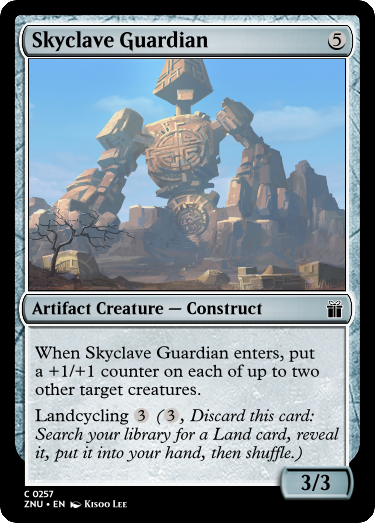 Skyclave Guardian 5
Artifact Creature — Construct
When Skyclave Guardian enters, put
a +1/+1 counter on each of up to two
other target creatures.
Landcycling 3 (3, Discard this card:
Search your library for a Land card, reveal
it, put it into your hand, then shuffle.)
3/3
C 0257
ZNU • EN Kisoo Lee